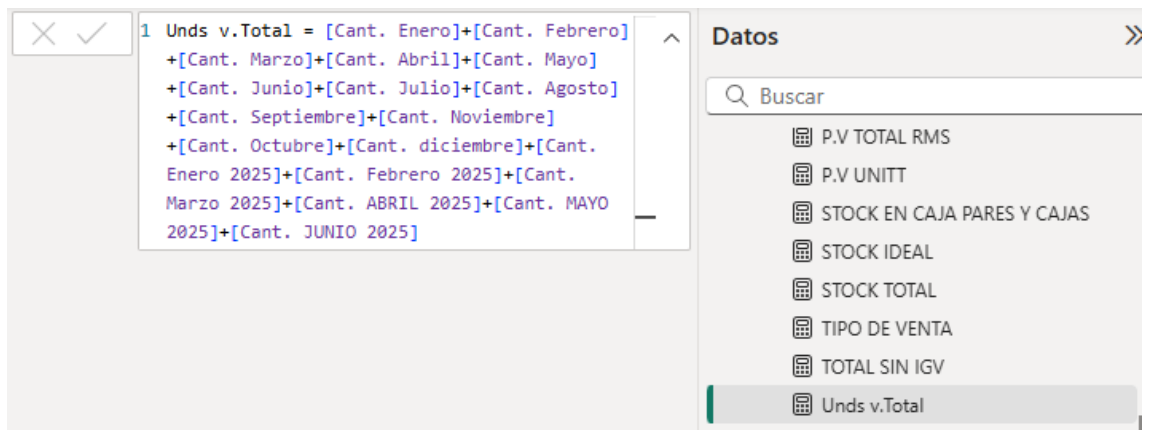 1 Unds v.Total = [Cant. Enero]+[Cant. Febrero]
+[Cant. Marzo]+[Cant. Abril]+[Cant. Mayo]
+[Cant. Junio]+[Cant. Julio]+[Cant. Agosto]
+[Cant. Septiembre]+[Cant. Noviembre]
+[Cant. Octubre]+[Cant. diciembre]+[Cant.
Enero 2025]+[Cant. Febrero 2025]+[Cant.
Marzo 2025]+[Cant. ABRIL 2025]+[Cant. MAYO
2025]+[Cant. JUNIO 2025]
Datos
Buscar
P.V TOTAL RMS
P.V UNITT
STOCK EN CAJA PARES Y CAJAS
STOCK IDEAL
STOCK TOTAL
TIPO DE VENTA
TOTAL SIN IGV
Unds v.Total